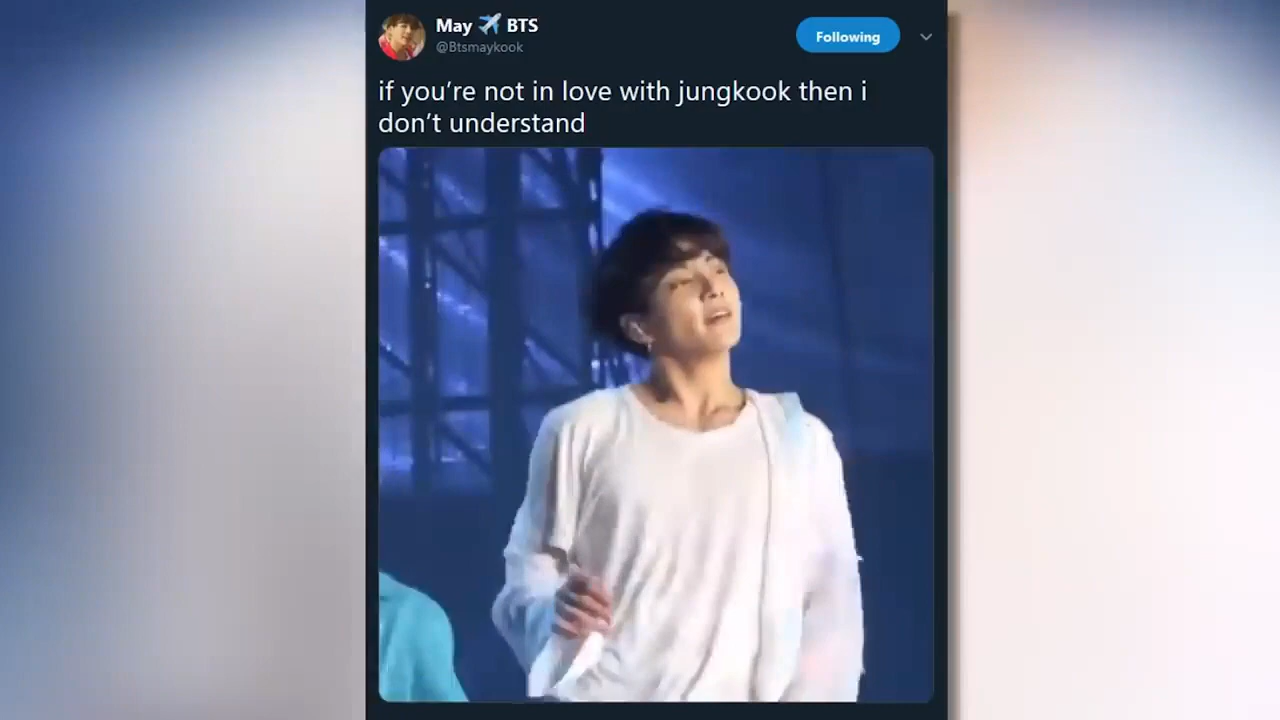 May ✈️ BTS
@Btsmaykook
Following
if you're not in love with jungkook then i
don't understand